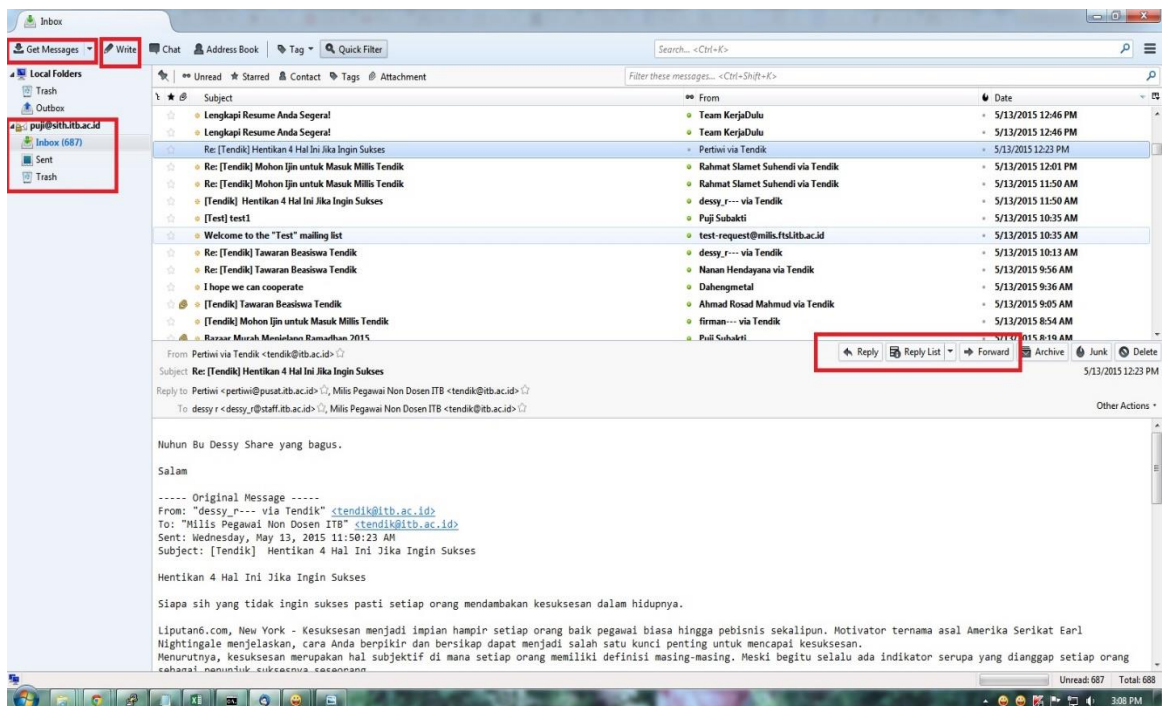 Inbox
Get Messages Write Chat Address Book Tag Quick Filter Search... <Ctrl+K>
Local Folders
Trash
Outbox
puji@sith.itb.ac.id
Inbox (687)
Sent
Trash
Unread Starred Contact Tags Attachment Filter these messages... <Ctrl+Shift+K>
Subject From Date
Lengkapi Resume Anda Segera! Team KerjaDulu 5/13/2015 12:46 PM
Lengkapi Resume Anda Segera! Team KerjaDulu 5/13/2015 12:46 PM
Re: [Tendik] Hentikan 4 Hal Ini Jika Ingin Sukses Pertiwi via Tendik 5/13/2015 12:23 PM
Re: [Tendik] Mohon Ijin untuk Masuk Millis Tendik Rahmat Slamet Suhendi via Tendik 5/13/2015 12:01 PM
Re: [Tendik] Mohon Ijin untuk Masuk Millis Tendik Rahmat Slamet Suhendi via Tendik 5/13/2015 11:50 AM
[Tendik] Hentikan 4 Hal Ini Jika Ingin Sukses dessy_r--- via Tendik 5/13/2015 11:50 AM
[Test] test1 Puji Subakti 5/13/2015 10:35 AM
Welcome to the "Test" mailing list test-request@milis.ftsl.itb.ac.id 5/13/2015 10:35 AM
Re: [Tendik] Tawaran Beasiswa Tendik dessy_r--- via Tendik 5/13/2015 10:13 AM
Re: [Tendik] Tawaran Beasiswa Tendik Nanan Hendayana via Tendik 5/13/2015 9:56 AM
I hope we can cooperate Dahengmetal 5/13/2015 9:36 AM
[Tendik] Tawaran Beasiswa Tendik Ahmad Rosad Mahmud via Tendik 5/13/2015 9:05 AM
[Tendik] Mohon Ijin untuk Masuk Millis Tendik firman--- via Tendik 5/13/2015 8:54 AM
Bazaar Murah Menjelang Ramadhan 2015 Puji Subakti 5/13/2015 8:19 AM
From Pertiwi via Tendik <tendik@itb.ac.id> Reply Reply List Forward Archive Junk Delete
Subject Re: [Tendik] Hentikan 4 Hal Ini Jika Ingin Sukses 5/13/2015 12:23 PM
Reply to Pertiwi <pertiwi@pusat.itb.ac.id>, Milis Pegawai Non Dosen ITB <tendik@itb.ac.id>
To dessy r <dessy_r@staff.itb.ac.id>, Milis Pegawai Non Dosen ITB <tendik@itb.ac.id> Other Actions
Nuhun Bu Dessy Share yang bagus.
Salam
----- Original Message -----
From: "dessy_r--- via Tendik" <tendik@itb.ac.id>
To: "Milis Pegawai Non Dosen ITB" <tendik@itb.ac.id>
Sent: Wednesday, May 13, 2015 11:50:23 AM
Subject: [Tendik] Hentikan 4 Hal Ini Jika Ingin Sukses
Hentikan 4 Hal Ini Jika Ingin Sukses
Siapa sih yang tidak ingin sukses pasti setiap orang mendambakan kesuksesan dalam hidupnya.
Liputan6.com, New York - Kesuksesan menjadi impian hampir setiap orang baik pegawai biasa hingga pebisnis sekalipun. Motivator ternama asal Amerika Serikat Earl
Nightingale menjelaskan, cara Anda berpikir dan bersikap dapat menjadi salah satu kunci penting untuk mencapai kesuksesan.
Menurutnya, kesuksesan merupakan hal subjektif di mana setiap orang memiliki definisi masing-masing. Meski begitu selalu ada indikator serupa yang dianggap setiap orang
sebagai penunjuk suksesnya seseorang
Unread: 687 Total: 688
3:08 PM